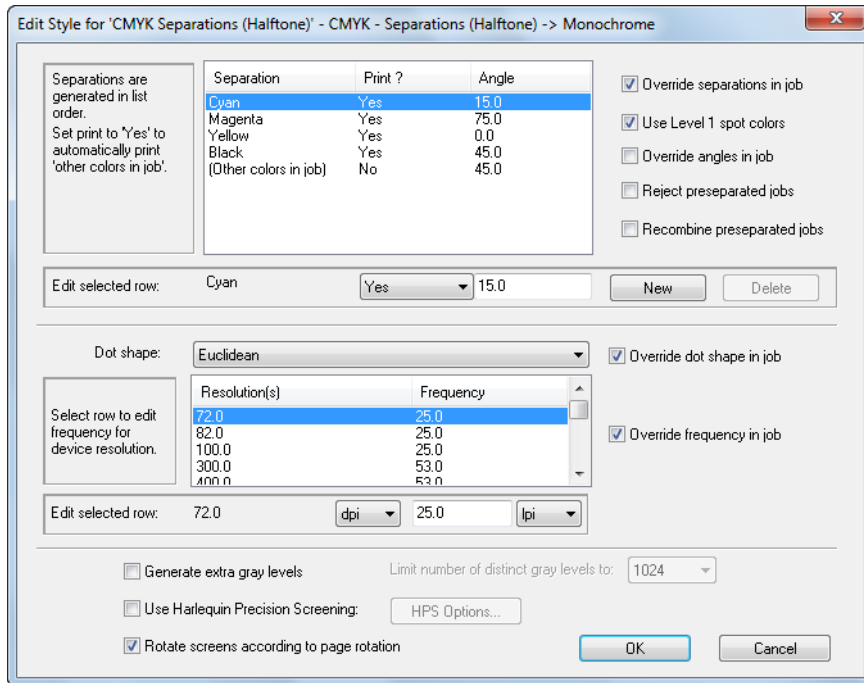 Edit Style for 'CMYK Separations (Halftone)' - CMYK - Separations (Halftone) -> Monochrome
Separations are
generated in list
order.
Set print to 'Yes' to
automatically print
'other colors in job'.
Separation Print ? Angle
Cyan Yes 15.0
Magenta Yes 75.0
Yellow Yes 0.0
Black Yes 45.0
(Other colors in job) No 45.0
Override separations in job
Use Level 1 spot colors
Override angles in job
Reject preseparated jobs
Recombine preseparated jobs
Edit selected row: Cyan Yes 15.0 New Delete
Dot shape: Euclidean Override dot shape in job
Select row to edit
frequency for
device resolution.
Resolution(s) Frequency
72.0 25.0
82.0 25.0
100.0 25.0
300.0 53.0
400.0 53.0
Override frequency in job
Edit selected row: 72.0 dpi 25.0 lpi
Generate extra gray levels Limit number of distinct gray levels to: 1024
Use Harlequin Precision Screening: HPS Options...
Rotate screens according to page rotation OK Cancel